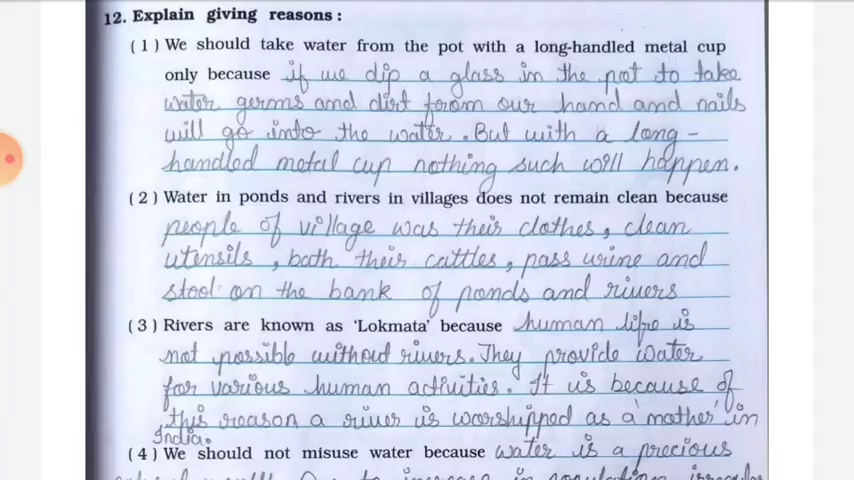 12. Explain giving reasons :
( 1 ) We should take water from the pot with a long-handled metal cup
only because if we dip a glass in the pot to take
water germs and dirt from our hand and nails
will go into the water. But with a long -
handled metal cup nothing such will happen.
( 2 ) Water in ponds and rivers in villages does not remain clean because
people of village was their clothes, clean
utensils, bath their cattles, pass urine and
stool on the bank of ponds and rivers
( 3 ) Rivers are known as 'Lokmata' because human life is
not possible without rivers. They provide water
for various human activities. It is because of
this reason a river is worshipped as a 'mother' in
India.
( 4 ) We should not misuse water because water is a precious
in population irregular